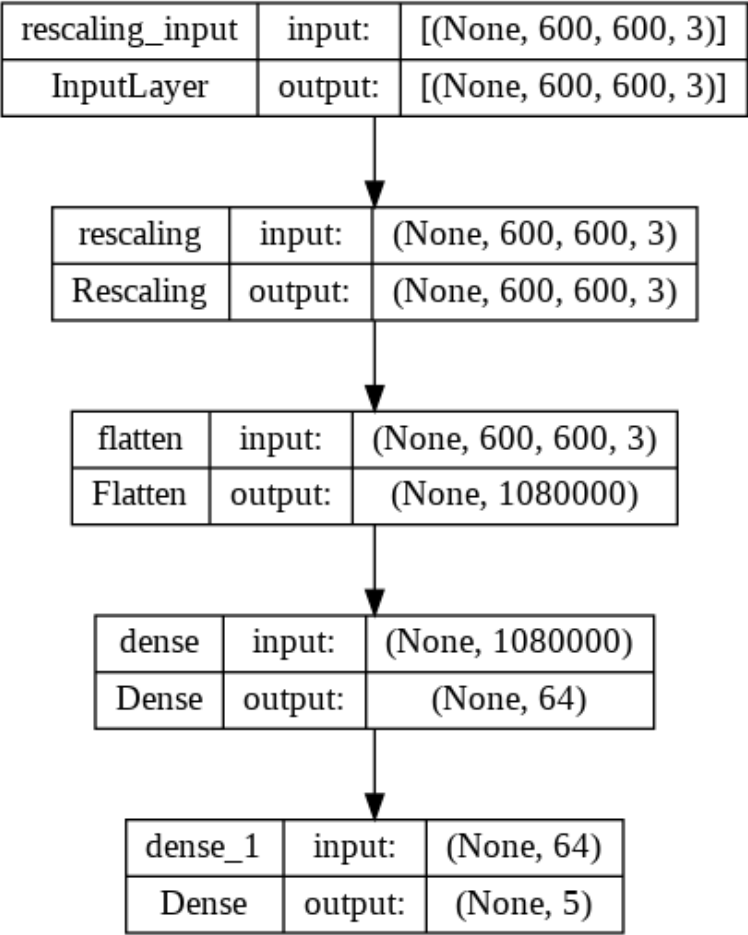 rescaling_input input: [(None, 600, 600, 3)]
InputLayer output: [(None, 600, 600, 3)]
rescaling input: (None, 600, 600, 3)
Rescaling output: (None, 600, 600, 3)
flatten input: (None, 600, 600, 3)
Flatten output: (None, 1080000)
dense input: (None, 1080000)
Dense output: (None, 64)
dense_1 input: (None, 64)
Dense output: (None, 5)